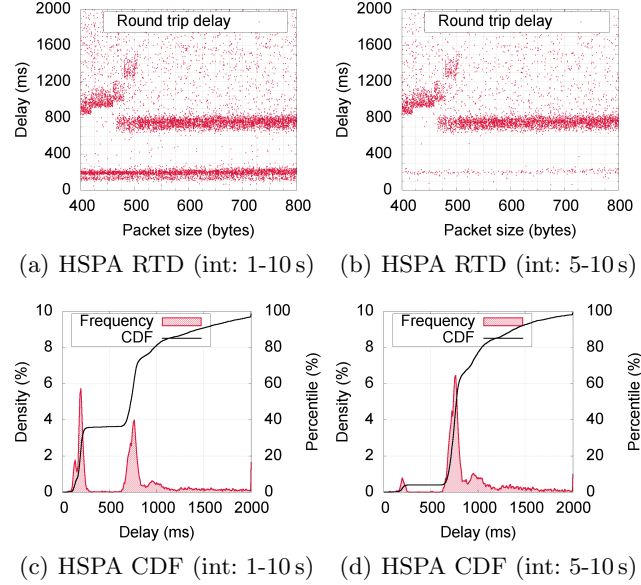 2000
1600
1200
800
400
0
Delay (ms)
Round trip delay
400 500 600 700 800
Packet size (bytes)
(a) HSPA RTD (int: 1-10 s)
2000
1600
1200
800
400
0
Delay (ms)
Round trip delay
400 500 600 700 800
Packet size (bytes)
(b) HSPA RTD (int: 5-10 s)
10
8
6
4
2
0
Density (%)
Frequency
CDF
100
80
60
40
20
0
Percentile (%)
0 500 1000 1500 2000
Delay (ms)
(c) HSPA CDF (int: 1-10 s)
10
8
6
4
2
0
Density (%)
Frequency
CDF
100
80
60
40
20
0
Percentile (%)
0 500 1000 1500 2000
Delay (ms)
(d) HSPA CDF (int: 5-10 s)